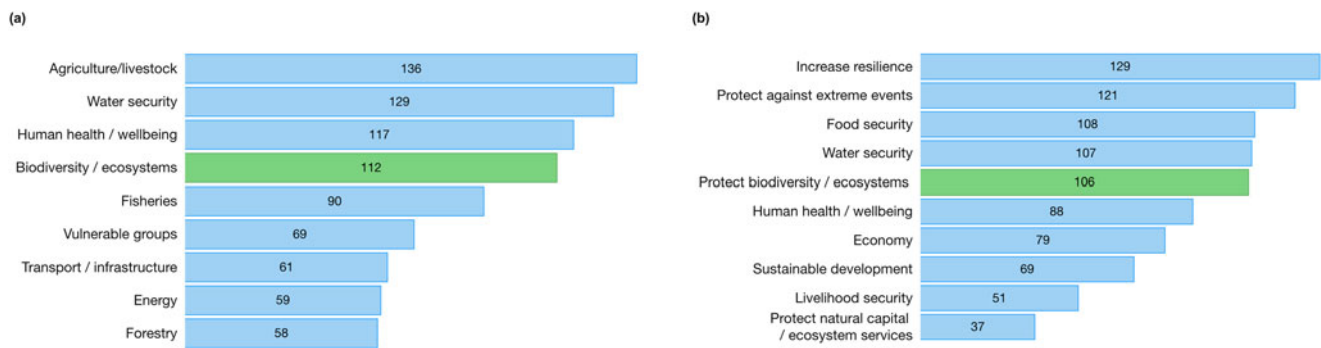 (a)
Agriculture/livestock 136
Water security 129
Human health / wellbeing 117
Biodiversity / ecosystems 112
Fisheries 90
Vulnerable groups 69
Transport / infrastructure 61
Energy 59
Forestry 58
(b)
Increase resilience 129
Protect against extreme events 121
Food security 108
Water security 107
Protect biodiversity / ecosystems 106
Human health / wellbeing 88
Economy 79
Sustainable development 69
Livelihood security 51
Protect natural capital
/ ecosystem services 37